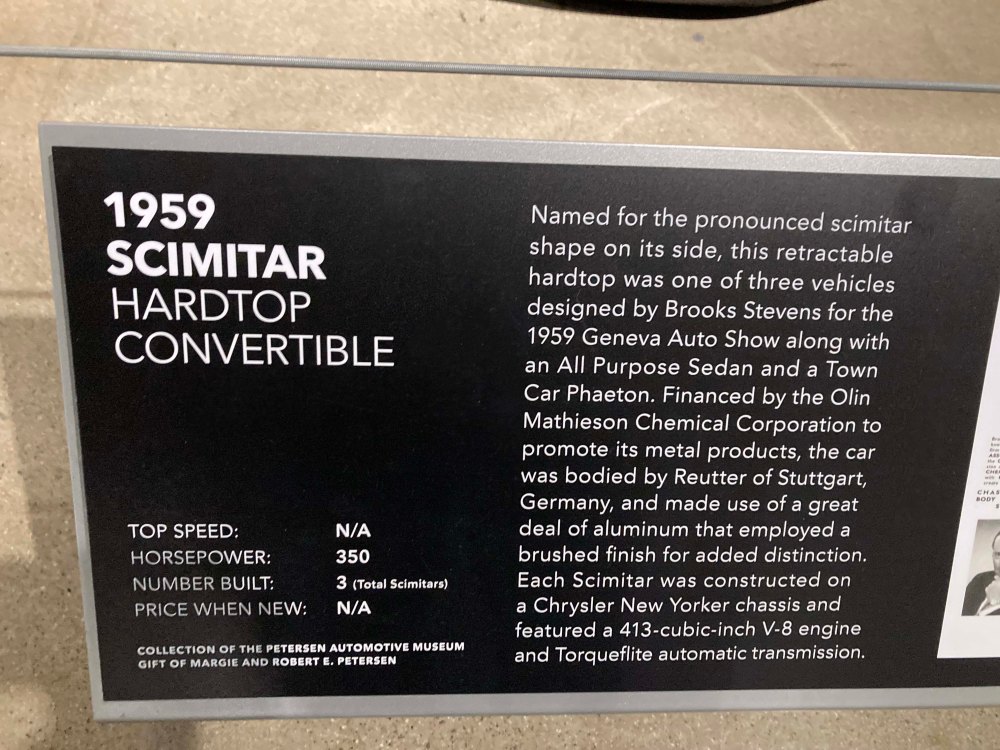 1959
SCIMITAR
HARDTOP
CONVERTIBLE
TOP SPEED: N/A
HORSEPOWER: 350
NUMBER BUILT: 3 (Total Scimitars)
PRICE WHEN NEW: N/A
COLLECTION OF THE PETERSEN AUTOMOTIVE MUSEUM
GIFT OF MARGIE AND ROBERT E. PETERSEN
Named for the pronounced scimitar
shape on its side, this retractable
hardtop was one of three vehicles
designed by Brooks Stevens for the
1959 Geneva Auto Show along with
an All Purpose Sedan and a Town
Car Phaeton. Financed by the Olin
Mathieson Chemical Corporation to
promote its metal products, the car
was bodied by Reutter of Stuttgart,
Germany, and made use of a great
deal of aluminum that employed a
brushed finish for added distinction.
Each Scimitar was constructed on
a Chrysler New Yorker chassis and
featured a 413-cubic-inch V-8 engine
and Torqueflite automatic transmission.
BODY